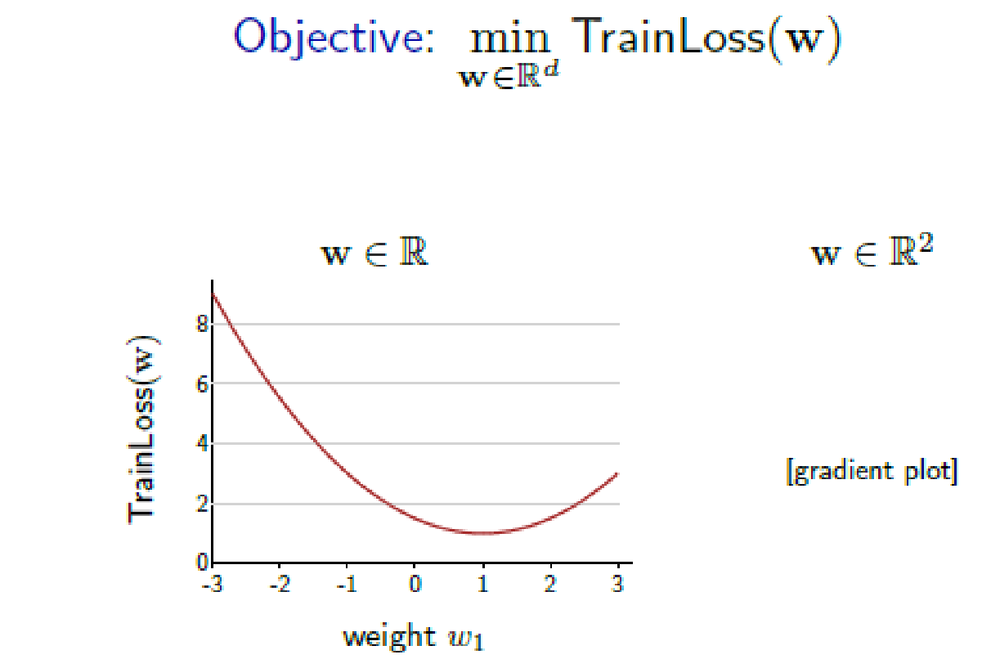 Objective: min TrainLoss(w)
w∈ℝᵈ
w ∈ ℝ
w ∈ ℝ²
TrainLoss(w)
8
6
4
2
0
-3 -2 -1 0 1 2 3
weight w₁
[gradient plot]